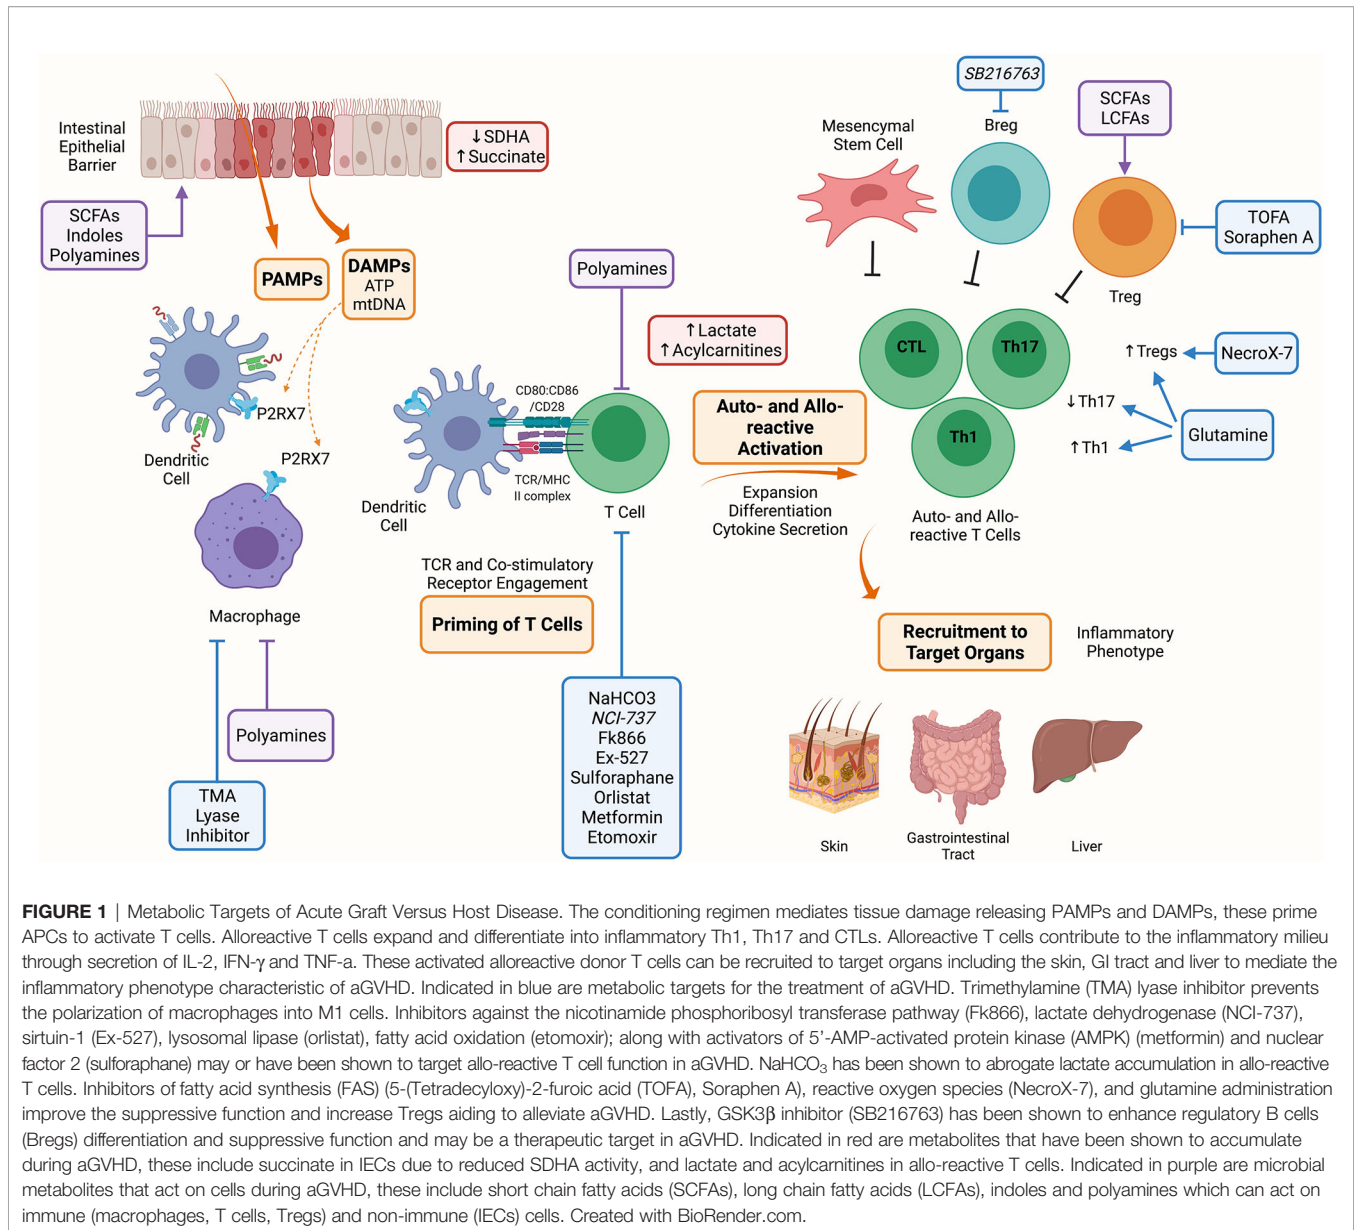 SB216763
Breg
SCFAs
LCFAs
Mesencymal
Stem Cell
Intestinal
Epithelial
Barrier
↓SDHA
↑Succinate
SCFAs
Indoles
Polyamines
TOFA
Soraphen A
PAMPs
DAMPs
ATP
mtDNA
Polyamines
Treg
↑Lactate
↑Acylcarnitines
CTL
Th17
↑Tregs
NecroX-7
P2RX7
CD80:CD86
/CD28
Auto- and Allo-
reactive
Activation
↓Th17
Glutamine
↑Th1
Th1
Dendritic
Cell
P2RX7
TCR/MHC
II complex
Dendritic
Cell
T Cell
Expansion
Differentiation
Cytokine Secretion
Auto- and Allo-
reactive T Cells
TCR and Co-stimulatory
Receptor Engagement
Priming of T Cells
Macrophage
Recruitment to
Target Organs
Inflammatory
Phenotype
Polyamines
TMA
Lyase
Inhibitor
NaHCO3
NCI-737
Fk866
Ex-527
Sulforaphane
Orlistat
Metformin
Etomoxir
Skin
Gastrointestinal
Tract
Liver
FIGURE 1 | Metabolic Targets of Acute Graft Versus Host Disease. The conditioning regimen mediates tissue damage releasing PAMPs and DAMPs, these prime
APCs to activate T cells. Alloreactive T cells expand and differentiate into inflammatory Th1, Th17 and CTLs. Alloreactive T cells contribute to the inflammatory milieu
through secretion of IL-2, IFN-γ and TNF-a. These activated alloreactive donor T cells can be recruited to target organs including the skin, GI tract and liver to mediate the
inflammatory phenotype characteristic of aGVHD. Indicated in blue are metabolic targets for the treatment of aGVHD. Trimethylamine (TMA) lyase inhibitor prevents
the polarization of macrophages into M1 cells. Inhibitors against the nicotinamide phosphoribosyl transferase pathway (Fk866), lactate dehydrogenase (NCI-737),
sirtuin-1 (Ex-527), lysosomal lipase (orlistat), fatty acid oxidation (etomoxir); along with activators of 5’-AMP-activated protein kinase (AMPK) (metformin) and nuclear
factor 2 (sulforaphane) may or have been shown to target allo-reactive T cell function in aGVHD. NaHCO₃ has been shown to abrogate lactate accumulation in allo-reactive
T cells. Inhibitors of fatty acid synthesis (FAS) (5-(Tetradecyloxy)-2-furoic acid (TOFA), Soraphen A), reactive oxygen species (NecroX-7), and glutamine administration
improve the suppressive function and increase Tregs aiding to alleviate aGVHD. Lastly, GSK3β inhibitor (SB216763) has been shown to enhance regulatory B cells
(Bregs) differentiation and suppressive function and may be a therapeutic target in aGVHD. Indicated in red are metabolites that have been shown to accumulate
during aGVHD, these include succinate in IECs due to reduced SDHA activity, and lactate and acylcarnitines in allo-reactive T cells. Indicated in purple are microbial
metabolites that act on cells during aGVHD, these include short chain fatty acids (SCFAs), long chain fatty acids (LCFAs), indoles and polyamines which can act on
immune (macrophages, T cells, Tregs) and non-immune (IECs) cells. Created with BioRender.com.